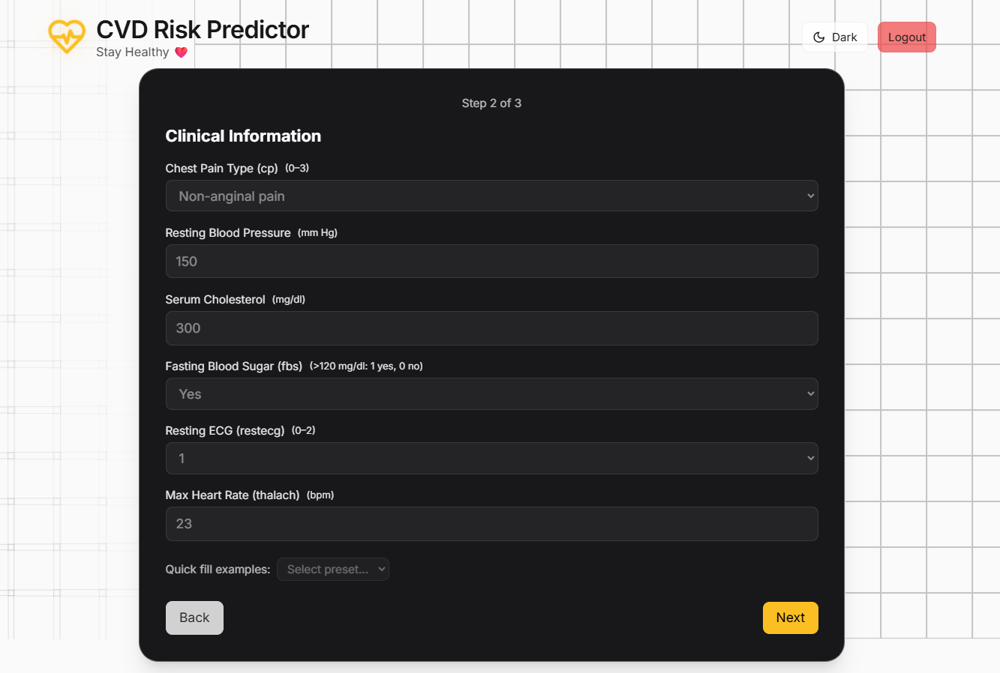 CVD Risk Predictor
Stay Healthy 💖
Dark
Logout
Step 2 of 3
Clinical Information
Chest Pain Type (cp) (0–3)
Non-anginal pain
Resting Blood Pressure (mm Hg)
150
Serum Cholesterol (mg/dl)
300
Fasting Blood Sugar (fbs) (>120 mg/dl: 1 yes, 0 no)
Yes
Resting ECG (restecg) (0–2)
1
Max Heart Rate (thalach) (bpm)
23
Quick fill examples: Select preset...
Back
Next